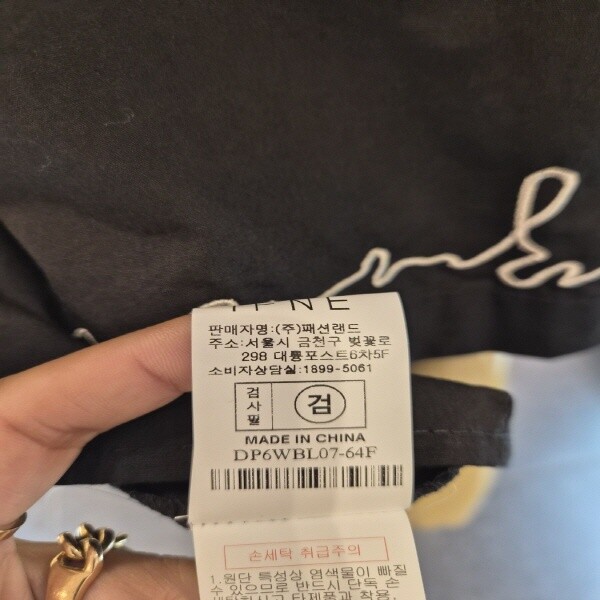 판매자명:(주)패션랜드
주소:서울시 금천구 벚꽃로
298 대륭포스트6차5F
소비자상담실:1899-5061
검사필
검
MADE IN CHINA
DP6WBL07-64F
손세탁 취급주의
1.원단 특성상 염색물이 빠질
수 있으므로 반드시 단독 손